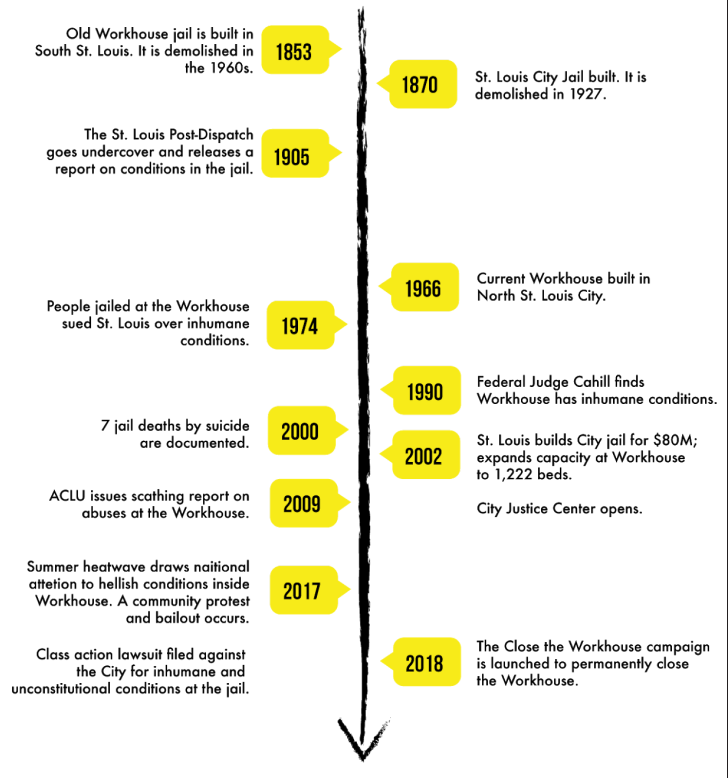 Old Workhouse jail is built in
South St. Louis. It is demolished in
the 1960s.
1853
1870
St. Louis City Jail built. It is
demolished in 1927.
The St. Louis Post-Dispatch
goes undercover and releases a
report on conditions in the jail.
1905
1966
Current Workhouse built in
North St. Louis City.
People jailed at the Workhouse
sued St. Louis over inhumane
conditions.
1974
1990
Federal Judge Cahill finds
Workhouse has inhumane conditions.
7 jail deaths by suicide
are documented.
2000
2002
St. Louis builds City jail for $80M;
expands capacity at Workhouse
to 1,222 beds.
City Justice Center opens.
ACLU issues scathing report on
abuses at the Workhouse.
2009
Summer heatwave draws naitional
attetion to hellish conditions inside
Workhouse. A community protest
and bailout occurs.
2017
Class action lawsuit filed against
the City for inhumane and
unconstitutional conditions at the jail.
2018
The Close the Workhouse campaign
is launched to permanently close
the Workhouse.